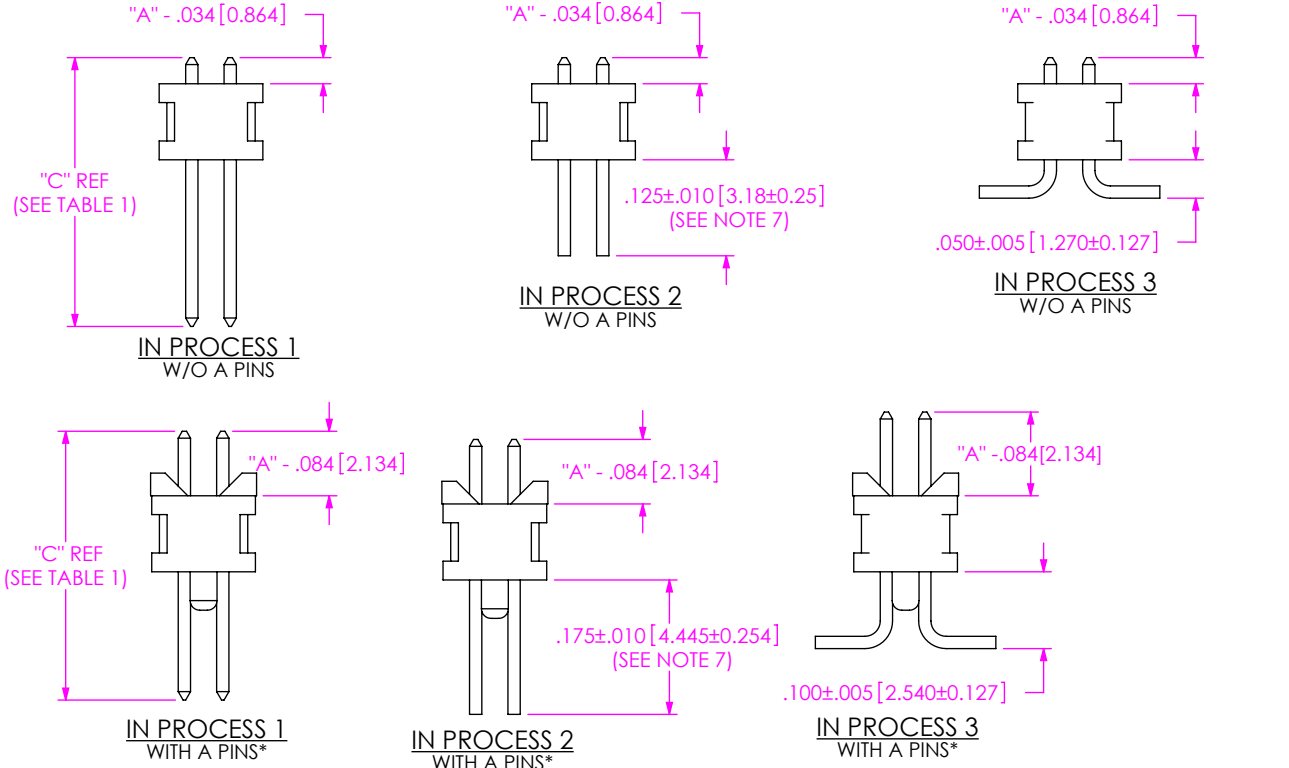 "A" - .034 [0.864]
"A" - .034 [0.864]
"A" - .034 [0.864]
"C" REF
(SEE TABLE 1)
.125±.010 [3.18±0.25]
(SEE NOTE 7)
.050±.005 [1.270±0.127]
IN PROCESS 1
W/O A PINS
IN PROCESS 2
W/O A PINS
IN PROCESS 3
W/O A PINS
"A" - .084 [2.134]
"A" - .084 [2.134]
"A" -.084[2.134]
"C" REF
(SEE TABLE 1)
.175±.010 [4.445±0.254]
(SEE NOTE 7)
.100±.005 [2.540±0.127]
IN PROCESS 1
WITH A PINS*
IN PROCESS 2
WITH A PINS*
IN PROCESS 3
WITH A PINS*